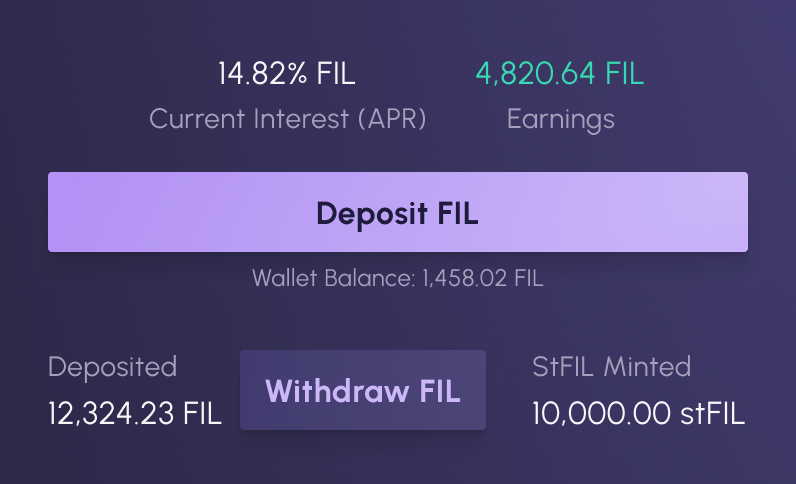 14.82% FIL
4,820.64 FIL
Current Interest (APR)
Earnings
Deposit FIL
Wallet Balance: 1,458.02 FIL
Deposited
12,324.23 FIL
Withdraw FIL
StFIL Minted
10,000.00 stFIL